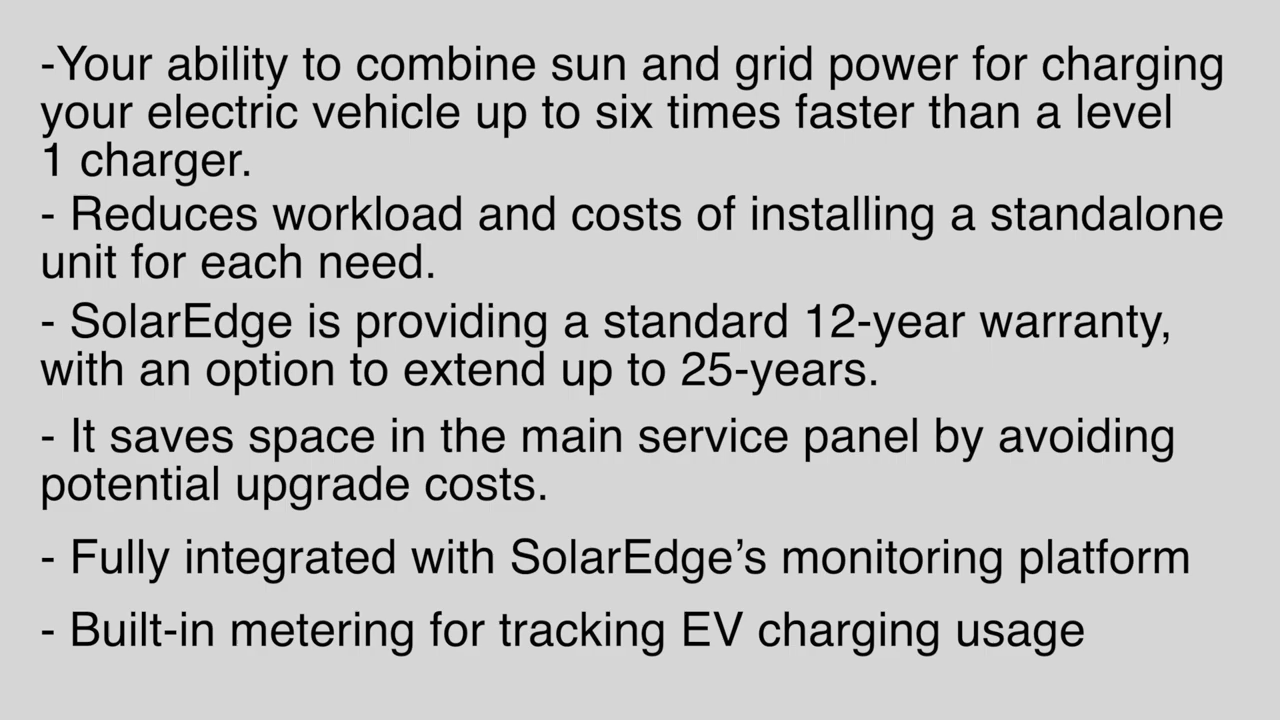 -Your ability to combine sun and grid power for charging
your electric vehicle up to six times faster than a level
1 charger.
- Reduces workload and costs of installing a standalone
unit for each need.
- SolarEdge is providing a standard 12-year warranty,
with an option to extend up to 25-years.
- It saves space in the main service panel by avoiding
potential upgrade costs.
- Fully integrated with SolarEdge’s monitoring platform
- Built-in metering for tracking EV charging usage